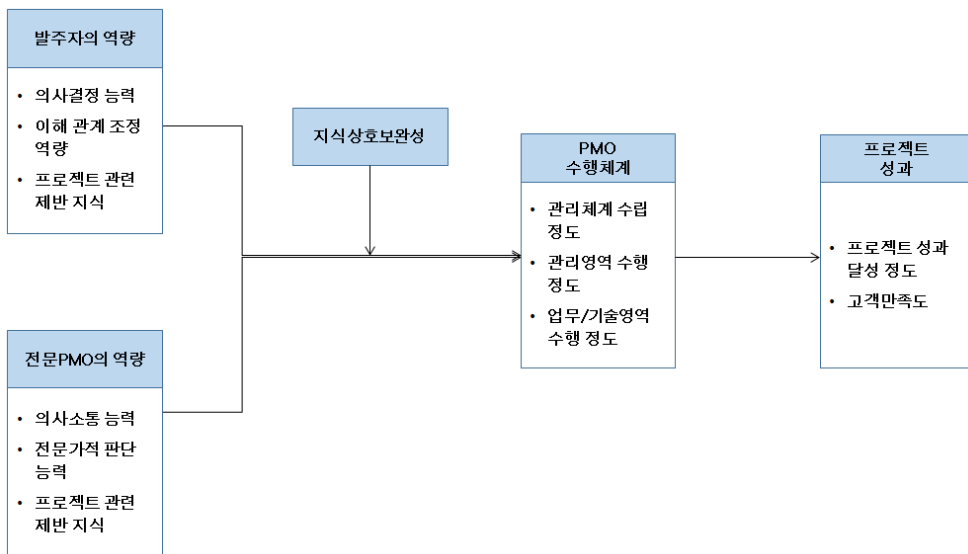 발주자의 역량
• 의사결정 능력
• 이해 관계 조정
역량
• 프로젝트 관련
제반 지식
지식상호보완성
PMO
수행체계
• 관리체계 수립
정도
• 관리영역 수행
정도
• 업무/기술영역
수행 정도
프로젝트
성과
• 프로젝트 성과
달성 정도
• 고객만족도
전문PMO의 역량
• 의사소통 능력
• 전문가적 판단
능력
• 프로젝트 관련
제반 지식